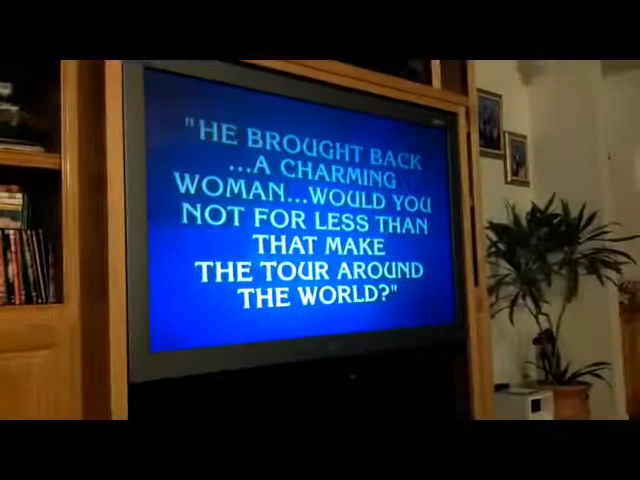 "HE BROUGHT BACK
...A CHARMING
WOMAN...WOULD YOU
NOT FOR LESS THAN
THAT MAKE
THE TOUR AROUND
THE WORLD?"